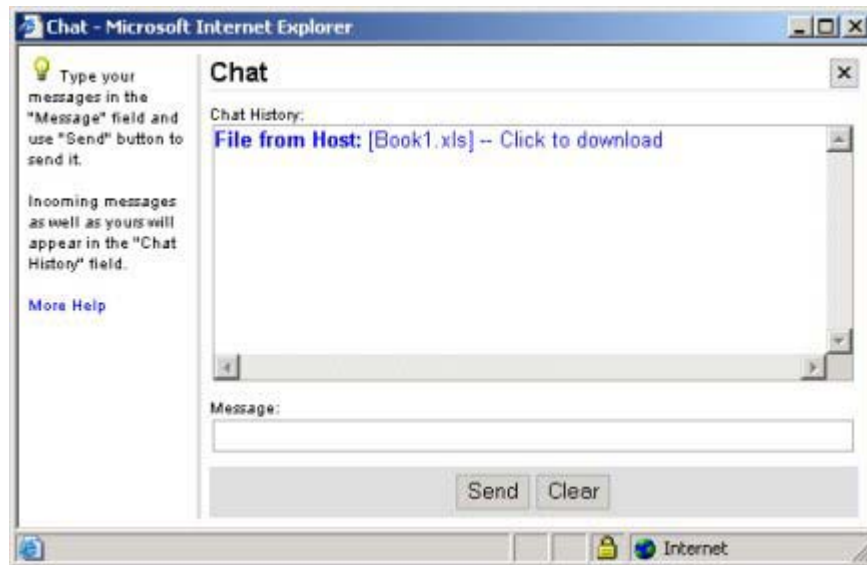 Chat - Microsoft Internet Explorer
Type your
messages in the
"Message" field and
use "Send" button to
send it.
Incoming messages
as well as yours will
appear in the "Chat
History" field.
More Help
Chat
Chat History:
File from Host: [Book1.xls] -- Click to download
Message:
Send Clear
Internet